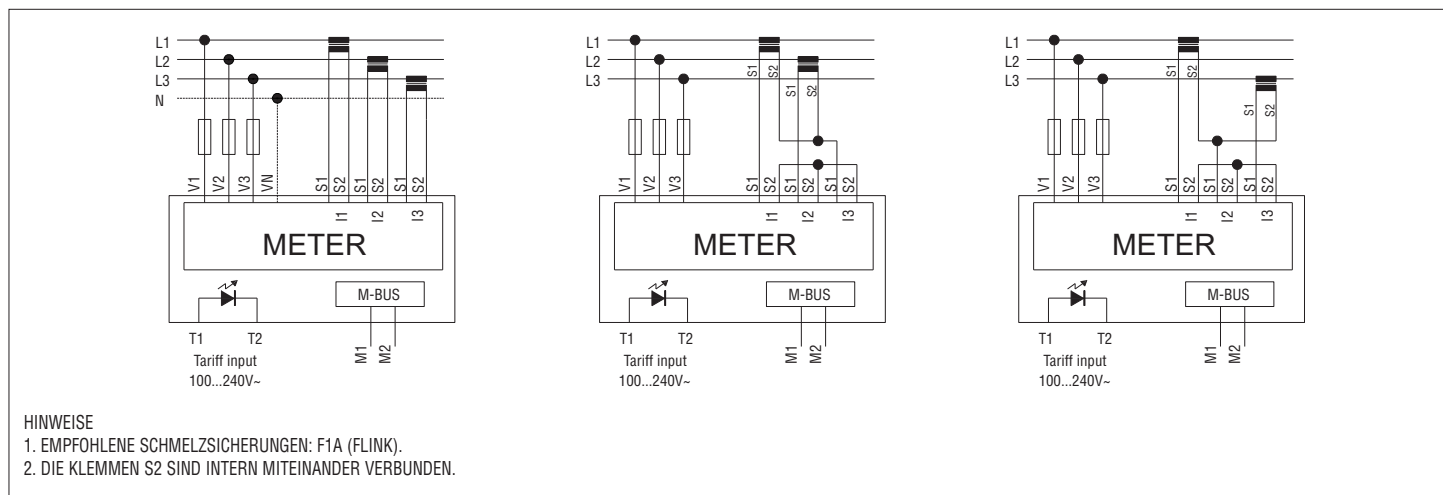 L1
L2
L3
N
V1 V2 V3 VN S1 S2 S1 S2 S1 S2
I1 I2 I3
METER
M-BUS
T1 T2
M1 M2
Tariff input
100...240V~
L1
L2
L3
S1 S2
S1 S2
V1 V2 V3 S1 S2 S1 S2 S1 S2
I1 I2 I3
METER
M-BUS
T1 T2
M1 M2
Tariff input
100...240V~
L1
L2
L3
S1 S2
S1 S2
V1 V2 V3 S1 S2 S1 S2 S1 S2
I1 I2 I3
METER
M-BUS
T1 T2
M1 M2
Tariff input
100...240V~
HINWEISE
1. EMPFOHLENE SCHMELZSICHERUNGEN: F1A (FLINK).
2. DIE KLEMMEN S2 SIND INTERN MITEINANDER VERBUNDEN.